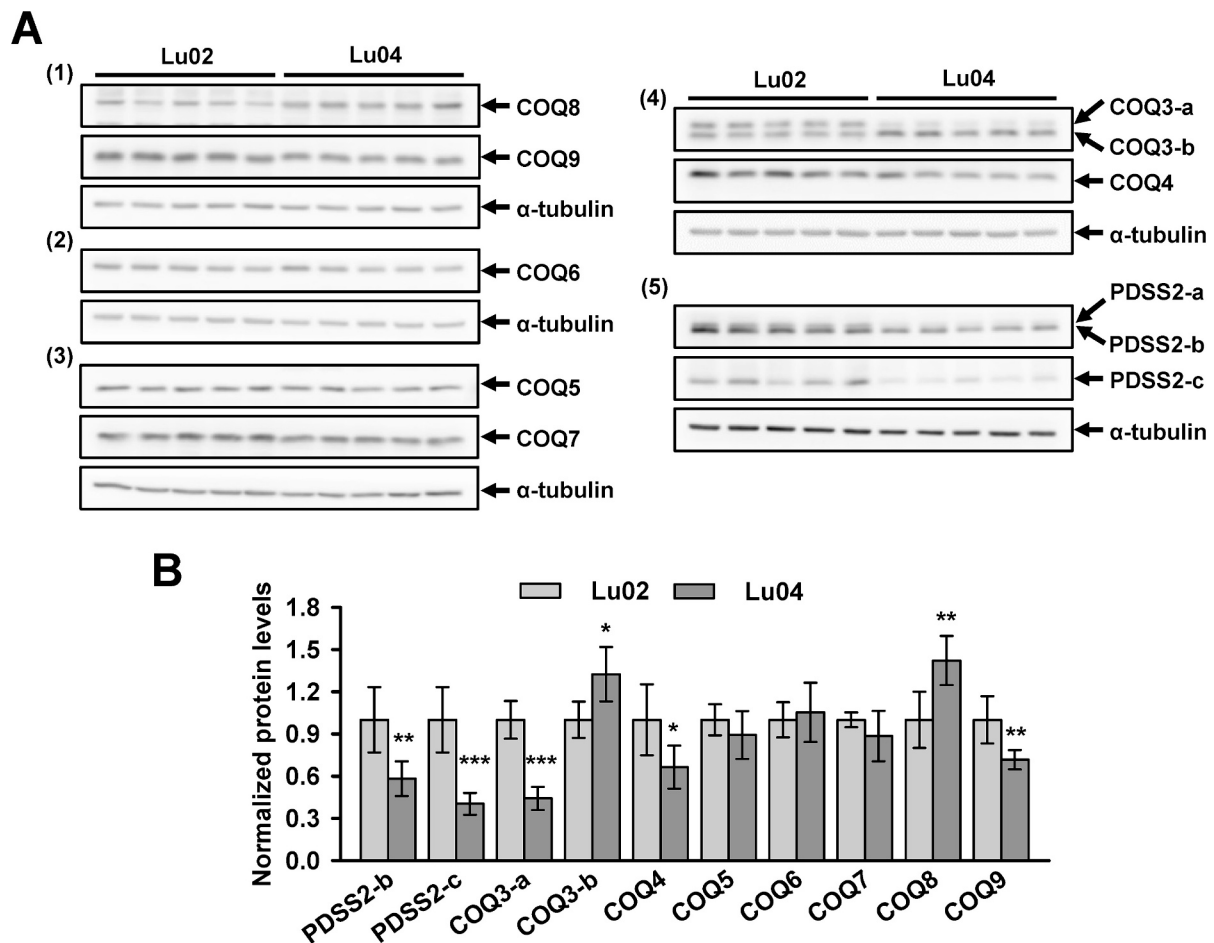 A
Lu02 Lu04
(1)
COQ8
COQ9
α-tubulin
(2)
COQ6
α-tubulin
(3)
COQ5
COQ7
α-tubulin
Lu02 Lu04
(4)
COQ3-a
COQ3-b
COQ4
α-tubulin
(5)
PDSS2-a
PDSS2-b
PDSS2-c
α-tubulin
B
Lu02 Lu04
Normalized protein levels
1.8
1.5
1.2
0.9
0.6
0.3
0.0
** *** *** * * ** **
PDSS2-b PDSS2-c COQ3-a COQ3-b COQ4 COQ5 COQ6 COQ7 COQ8 COQ9